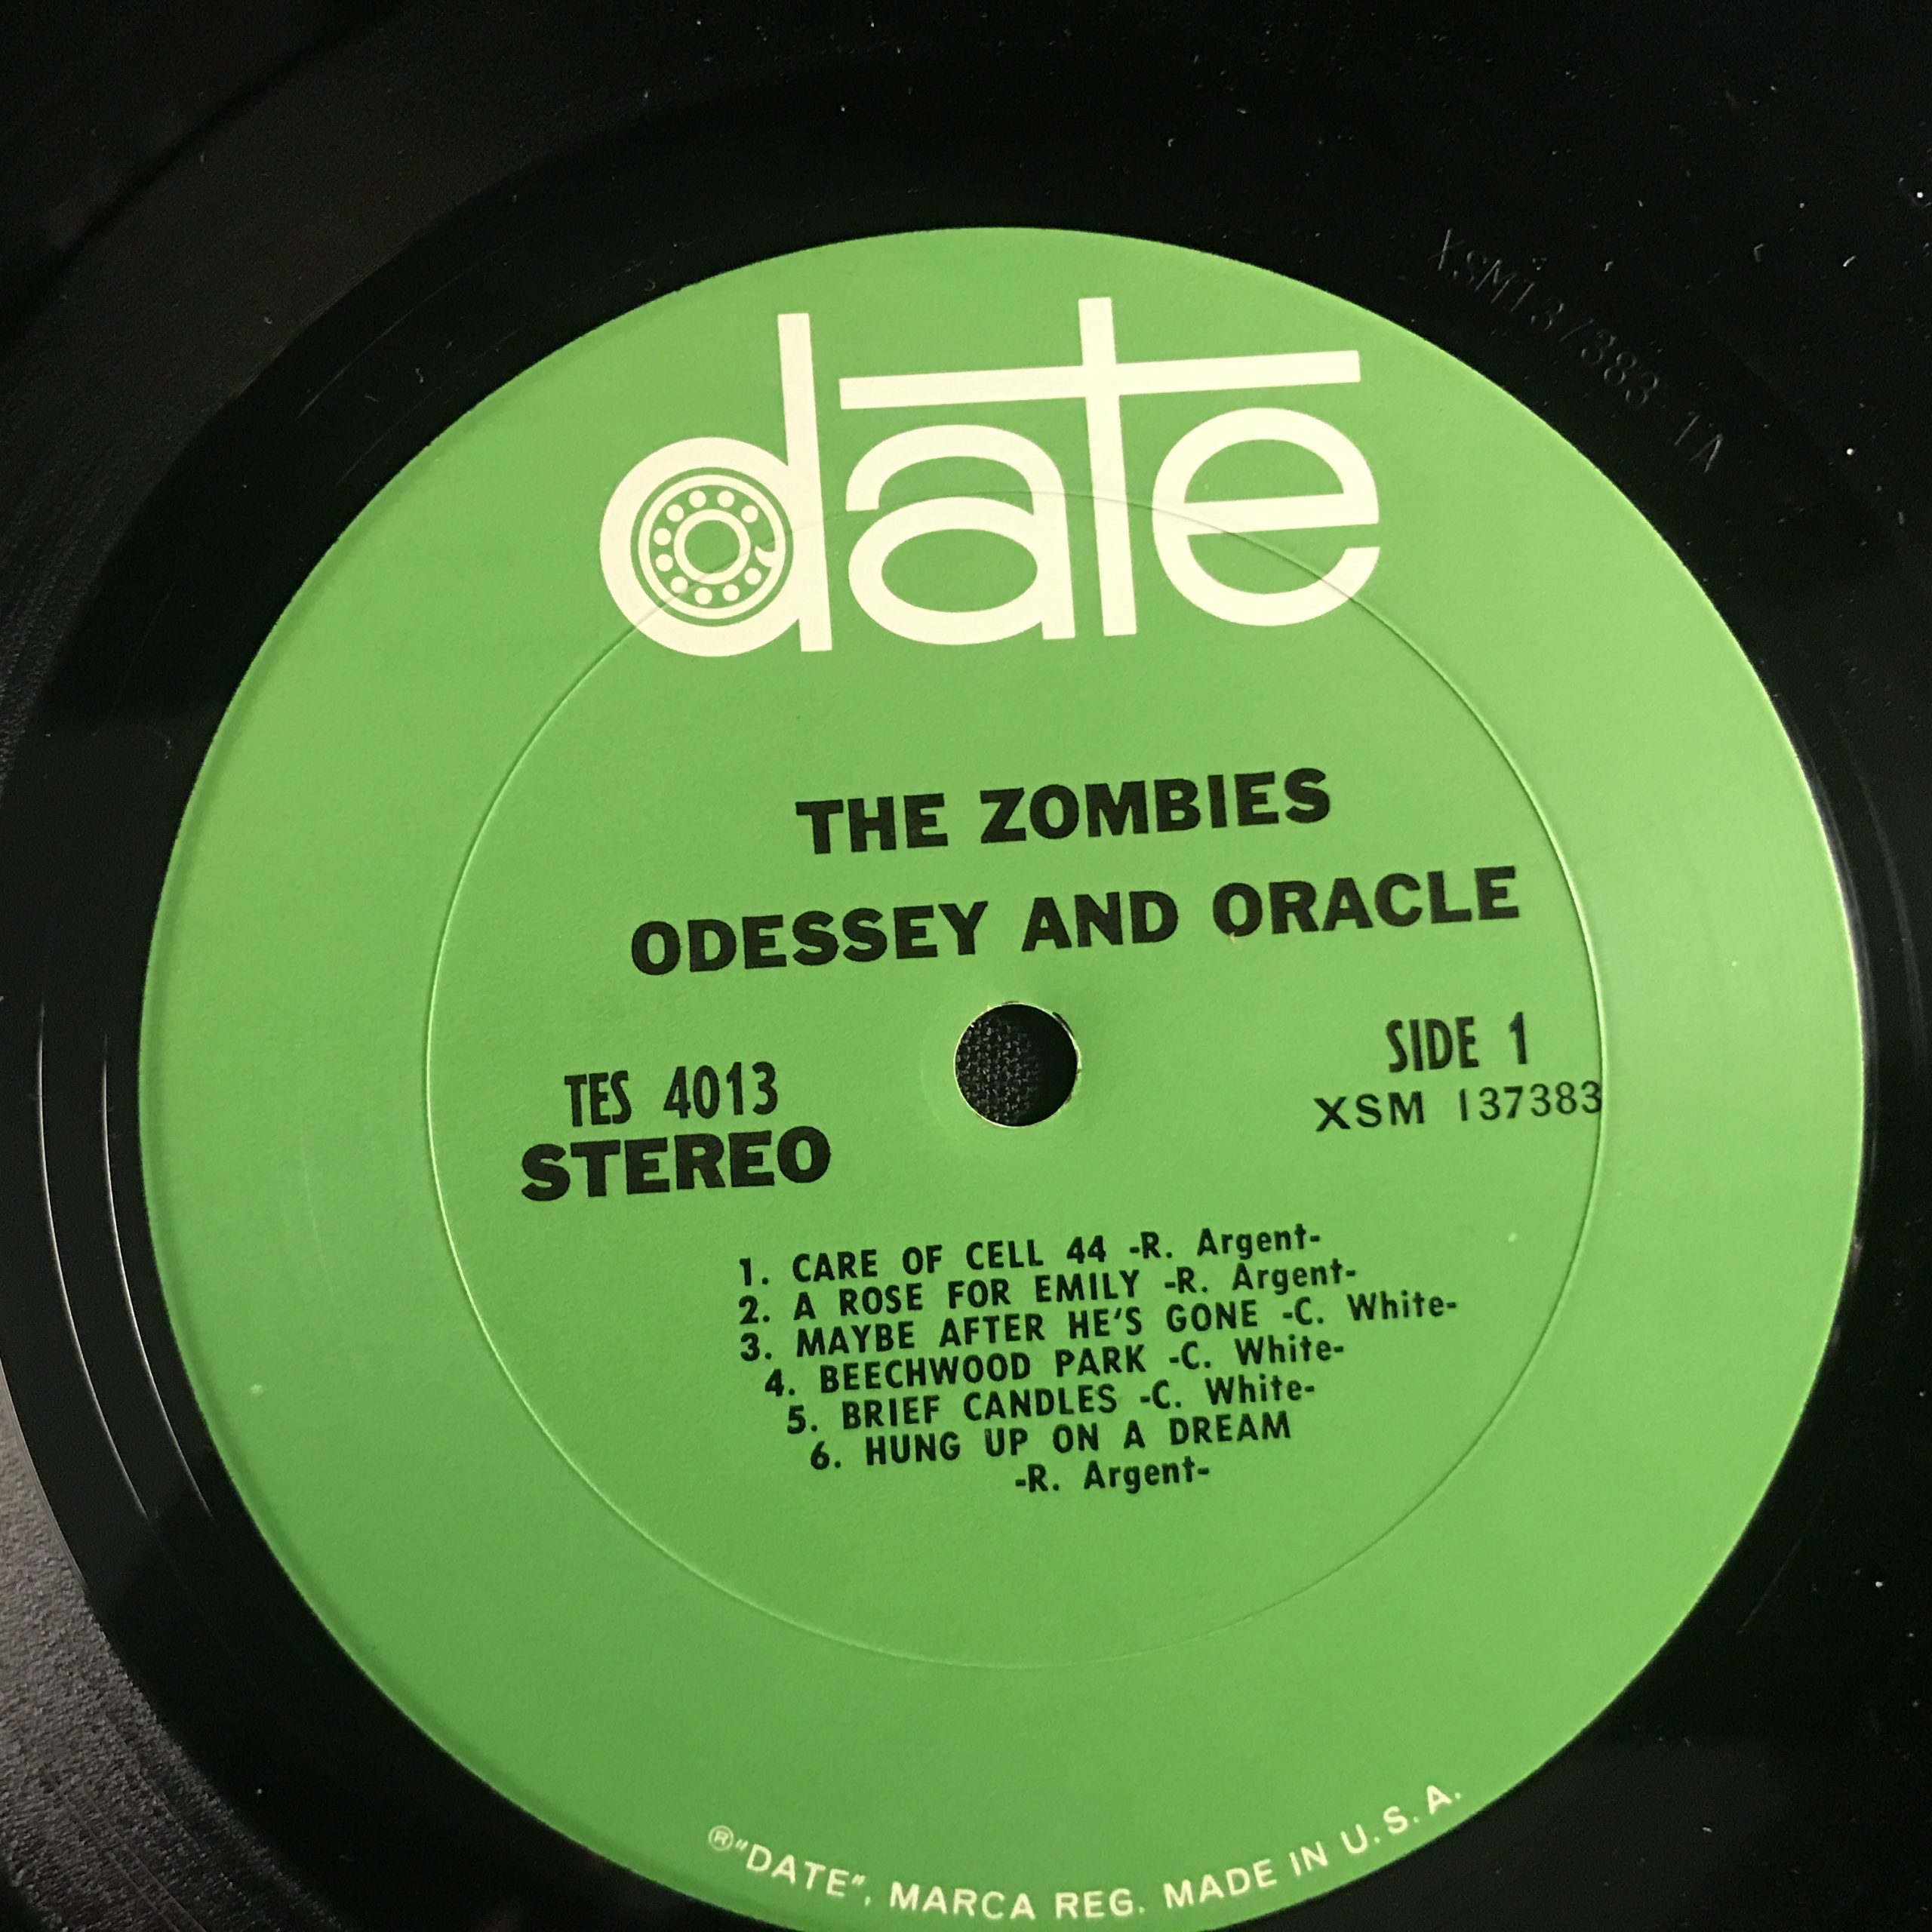 XSM137383 1A
date
THE ZOMBIES
ODESSEY AND ORACLE
SIDE 1
XSM 137383
TES 4013
STEREO
1. CARE OF CELL 44 -R. Argent-
2. A ROSE FOR EMILY -R. Argent-
3. MAYBE AFTER HE'S GONE -C. White-
4. BEECHWOOD PARK -C. White-
5. BRIEF CANDLES -C. White-
6. HUNG UP ON A DREAM
-R. Argent-
®"DATE", MARCA REG. MADE IN U.S.A.